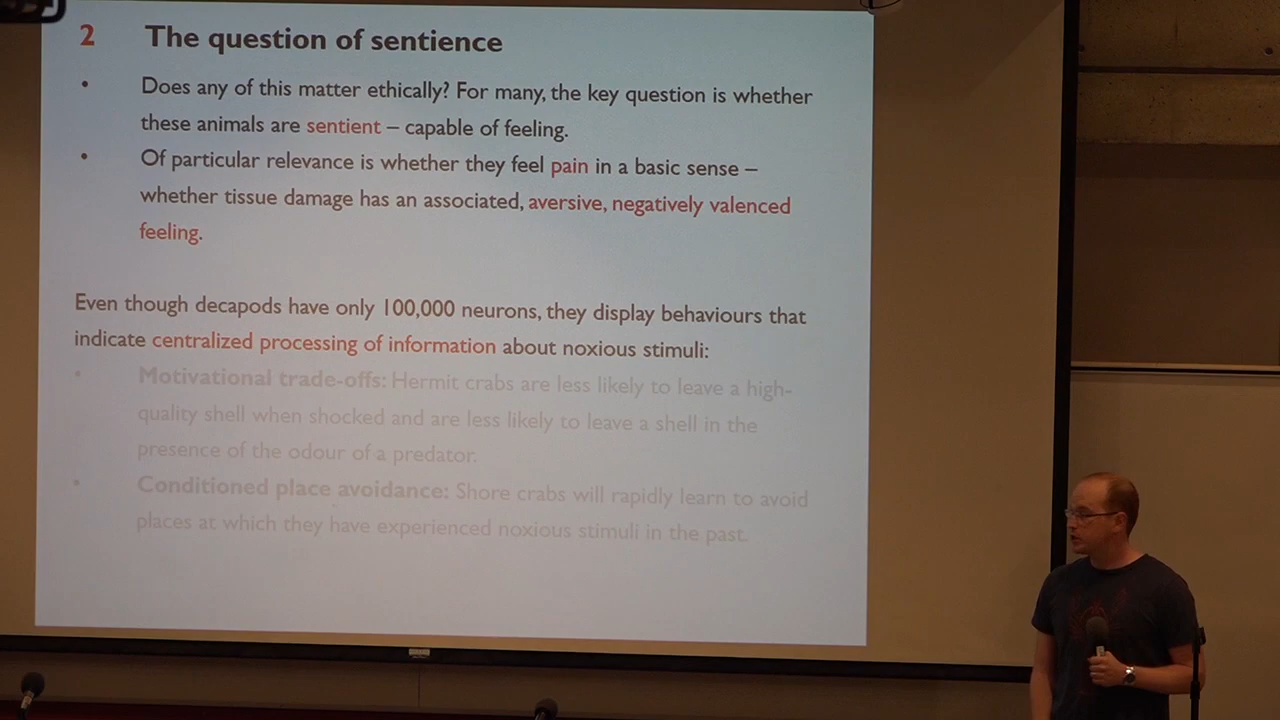 2 The question of sentience
• Does any of this matter ethically? For many, the key question is whether
these animals are sentient – capable of feeling.
• Of particular relevance is whether they feel pain in a basic sense –
whether tissue damage has an associated, aversive, negatively valenced
feeling.
Even though decapods have only 100,000 neurons, they display behaviours that
indicate centralized processing of information about noxious stimuli:
• Motivational trade-offs: Hermit crabs are less likely to leave a high-
quality shell when shocked and are less likely to leave a shell in the
presence of the odour of a predator.
• Conditioned place avoidance: Shore crabs will rapidly learn to avoid
places at which they have experienced noxious stimuli in the past.